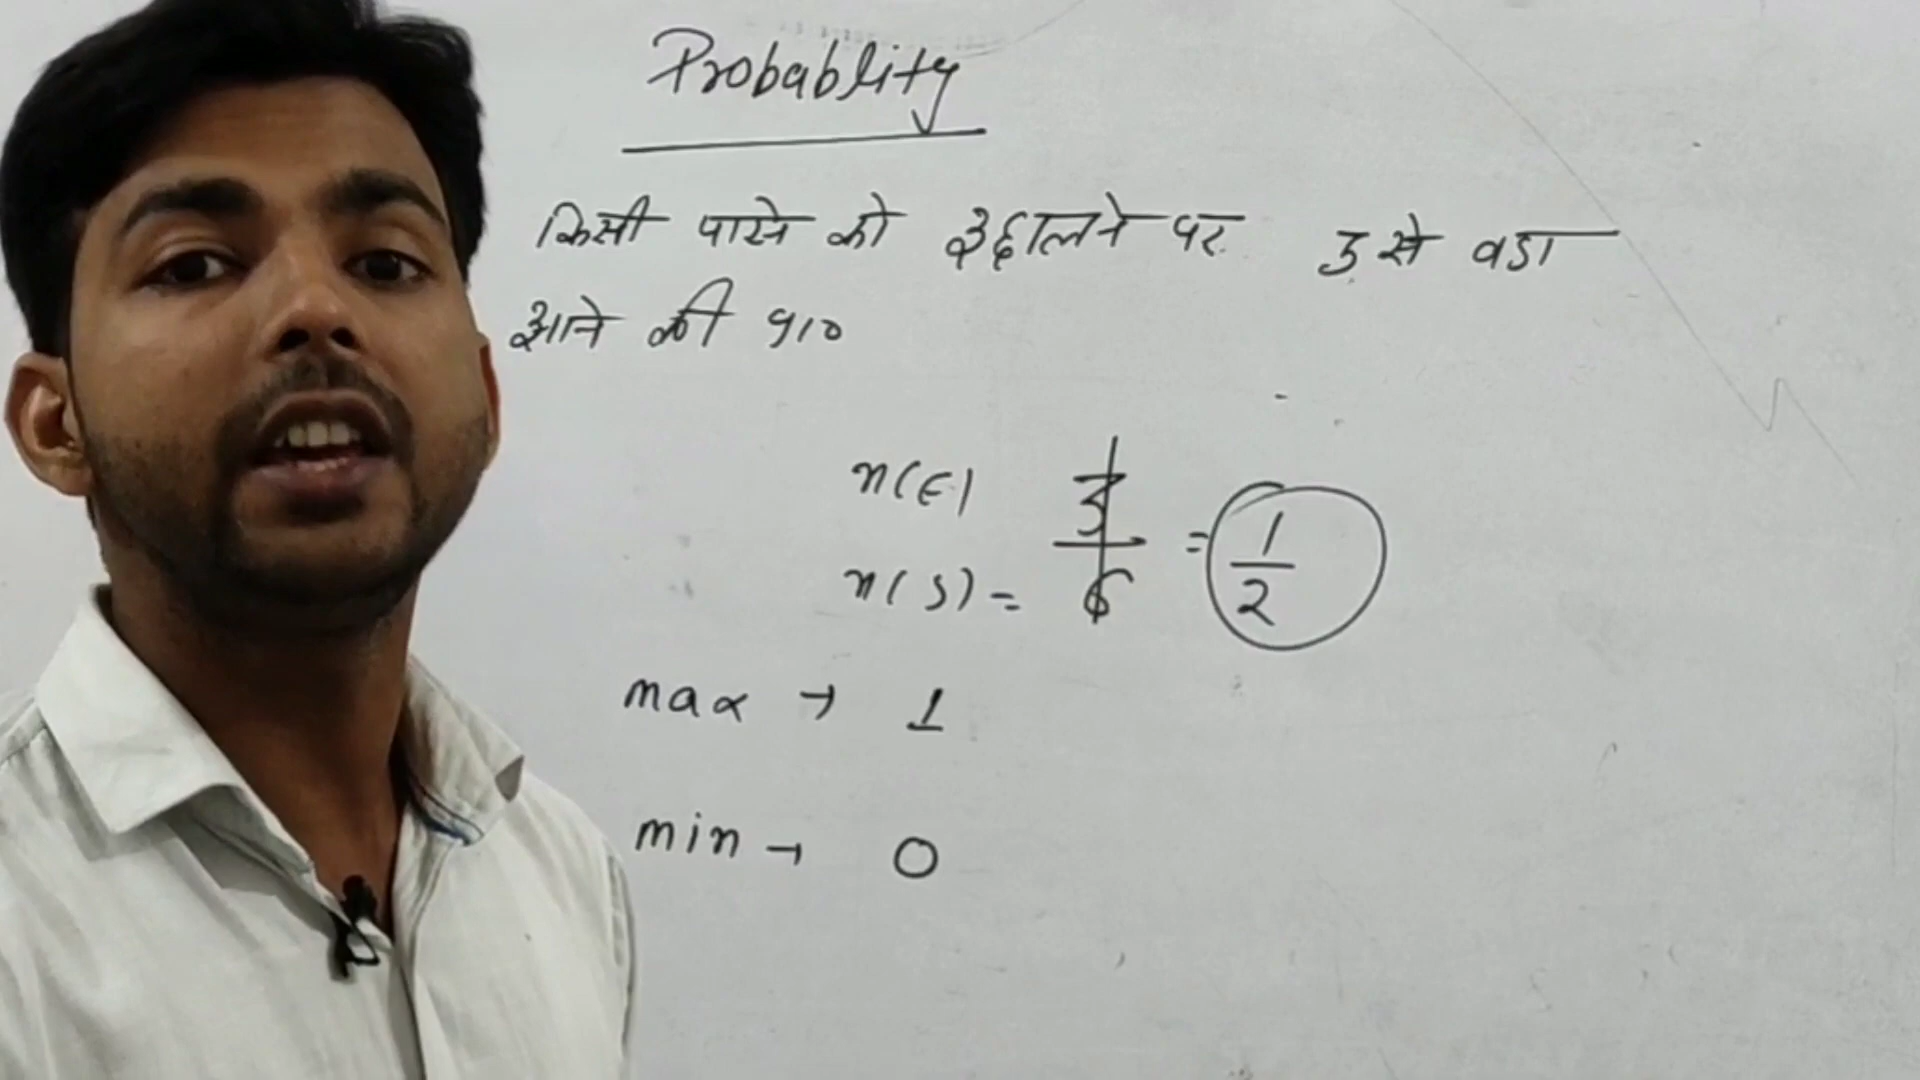 Probablity
किसी पासे को उछालने पर 3 से बड़ा
आने की प्रा०
n(E) 3
n(S) = 6 = 1/2
max → 1
min → 0